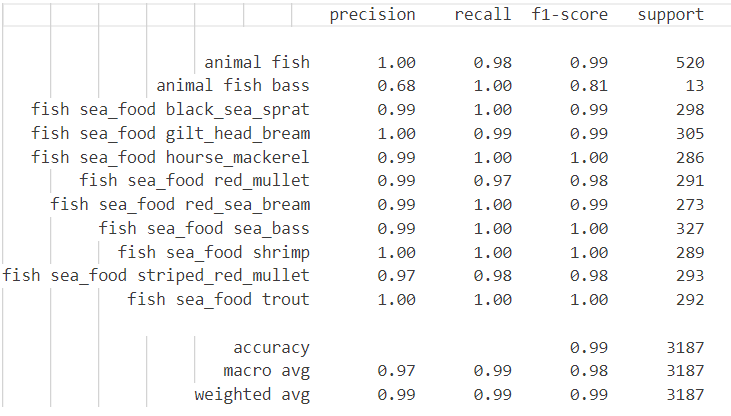 precision recall f1-score support
animal fish 1.00 0.98 0.99 520
animal fish bass 0.68 1.00 0.81 13
fish sea_food black_sea_sprat 0.99 1.00 0.99 298
fish sea_food gilt_head_bream 1.00 0.99 0.99 305
fish sea_food hourse_mackerel 0.99 1.00 1.00 286
fish sea_food red_mullet 0.99 0.97 0.98 291
fish sea_food red_sea_bream 0.99 1.00 0.99 273
fish sea_food sea_bass 0.99 1.00 1.00 327
fish sea_food shrimp 1.00 1.00 1.00 289
fish sea_food striped_red_mullet 0.97 0.98 0.98 293
fish sea_food trout 1.00 1.00 1.00 292
accuracy 0.99 3187
macro avg 0.97 0.99 0.98 3187
weighted avg 0.99 0.99 0.99 3187